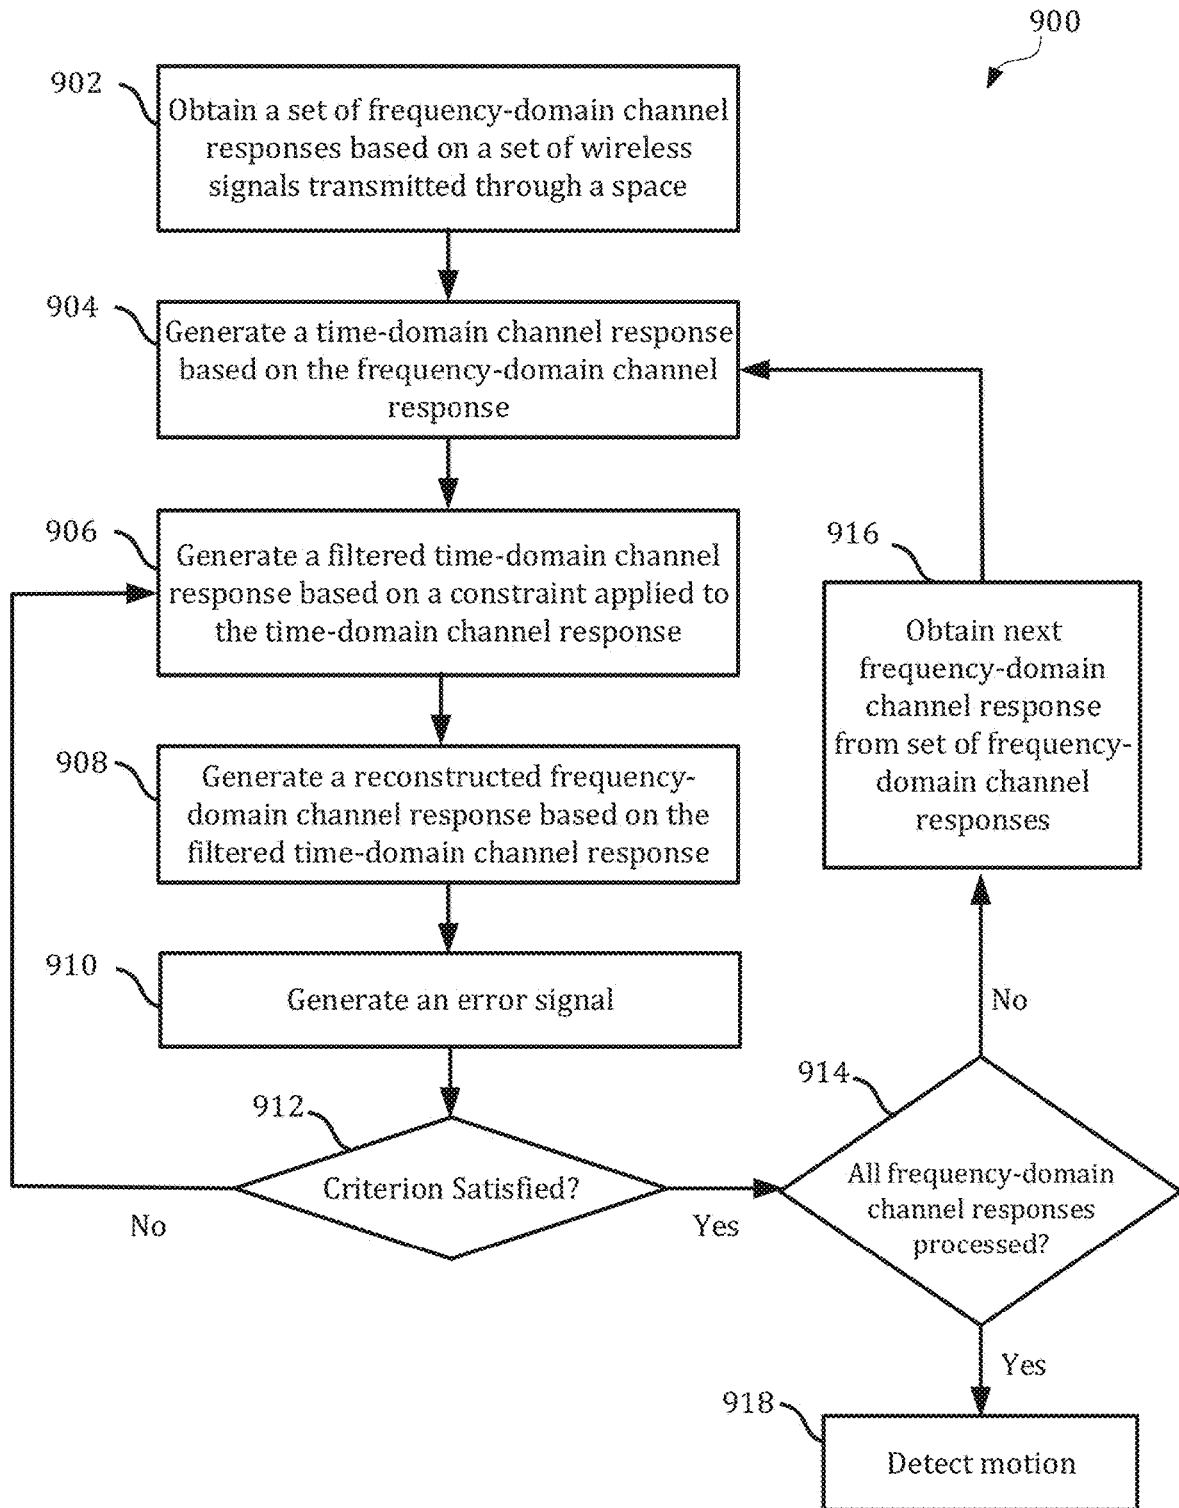 900
902
Obtain a set of frequency-domain channel
responses based on a set of wireless
signals transmitted through a space
904
Generate a time-domain channel response
based on the frequency-domain channel
response
906
Generate a filtered time-domain channel
response based on a constraint applied to
the time-domain channel response
916
Obtain next
frequency-domain
channel response
from set of frequency-
domain channel
responses
908
Generate a reconstructed frequency-
domain channel response based on the
filtered time-domain channel response
910
Generate an error signal
No
912
Criterion Satisfied?
No
Yes
914
All frequency-domain
channel responses
processed?
Yes
918
Detect motion